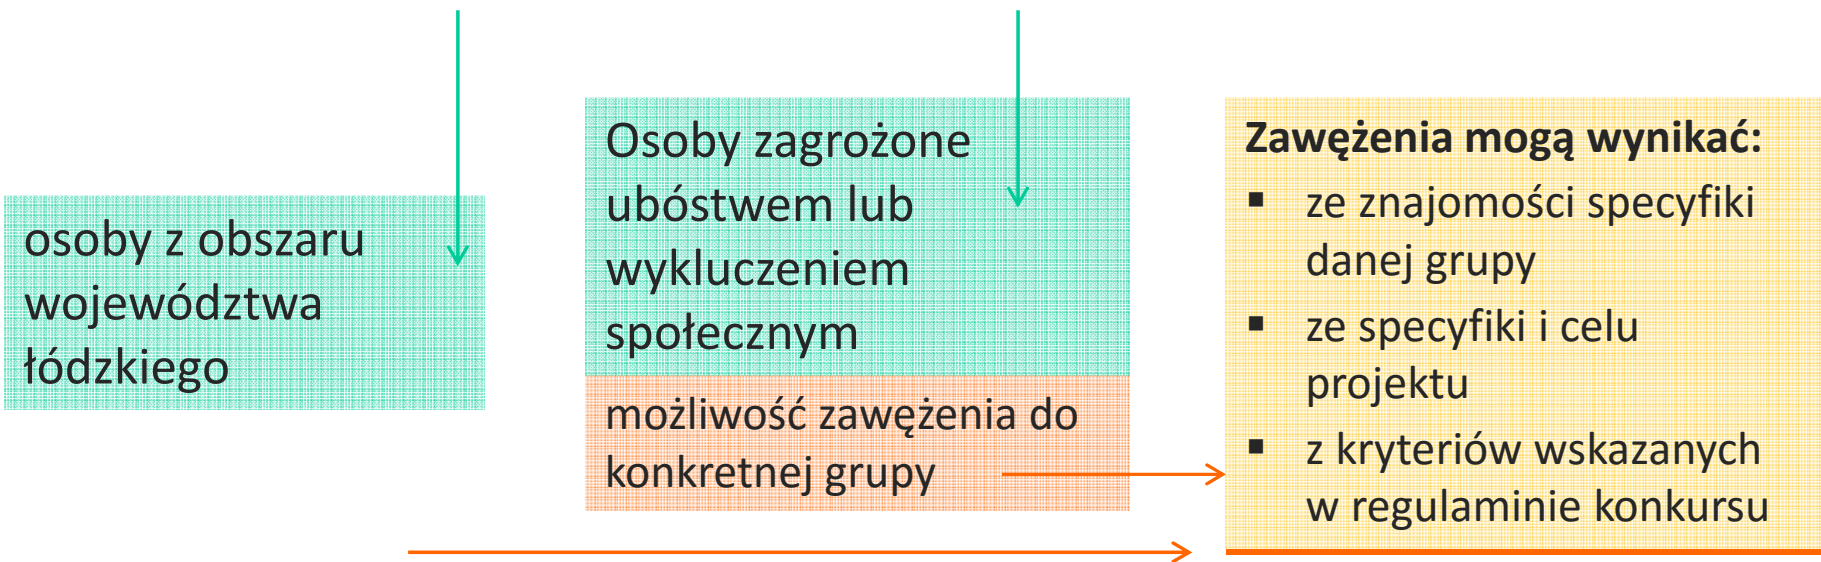 osoby z obszaru
województwa
łódzkiego
Osoby zagrożone
ubóstwem lub
wykluczeniem
społecznym
możliwość zawężenia do
konkretnej grupy
Zawężenia mogą wynikać:
▪ ze znajomości specyfiki
danej grupy
▪ ze specyfiki i celu
projektu
▪ z kryteriów wskazanych
w regulaminie konkursu